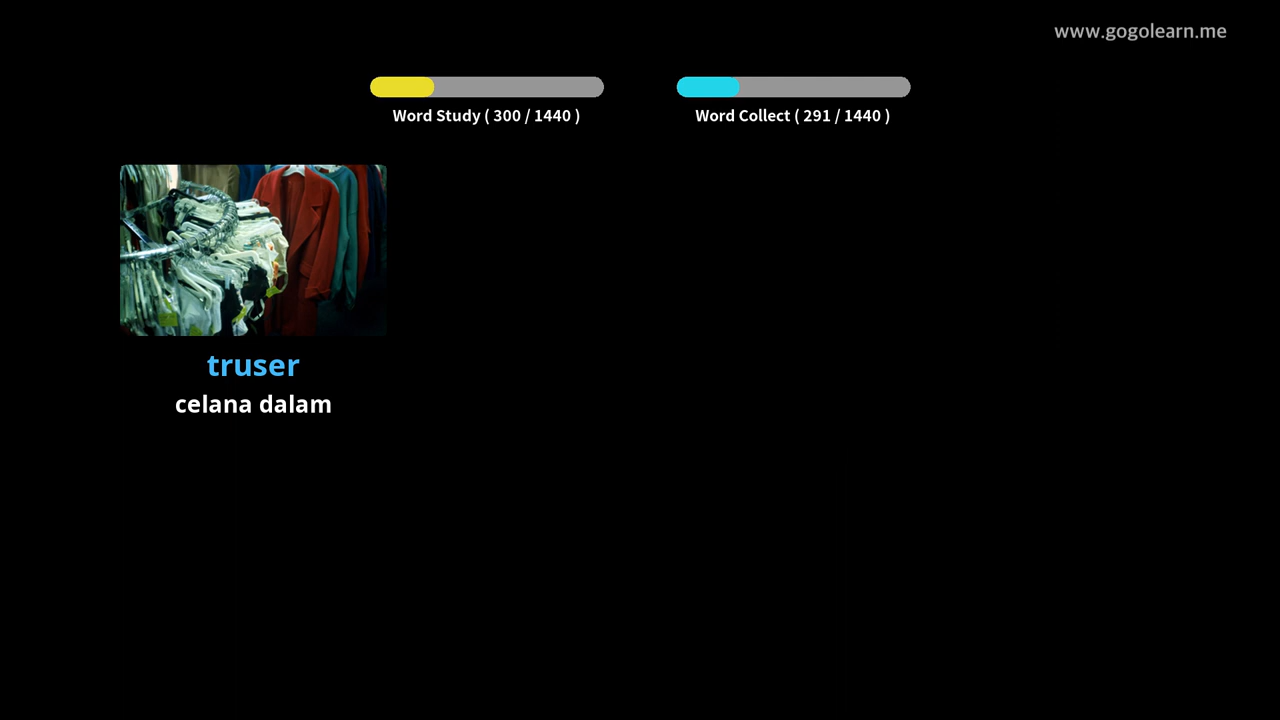 www.gogolearn.me
Word Study ( 300 / 1440 )
Word Collect ( 291 / 1440 )
truser
celana dalam